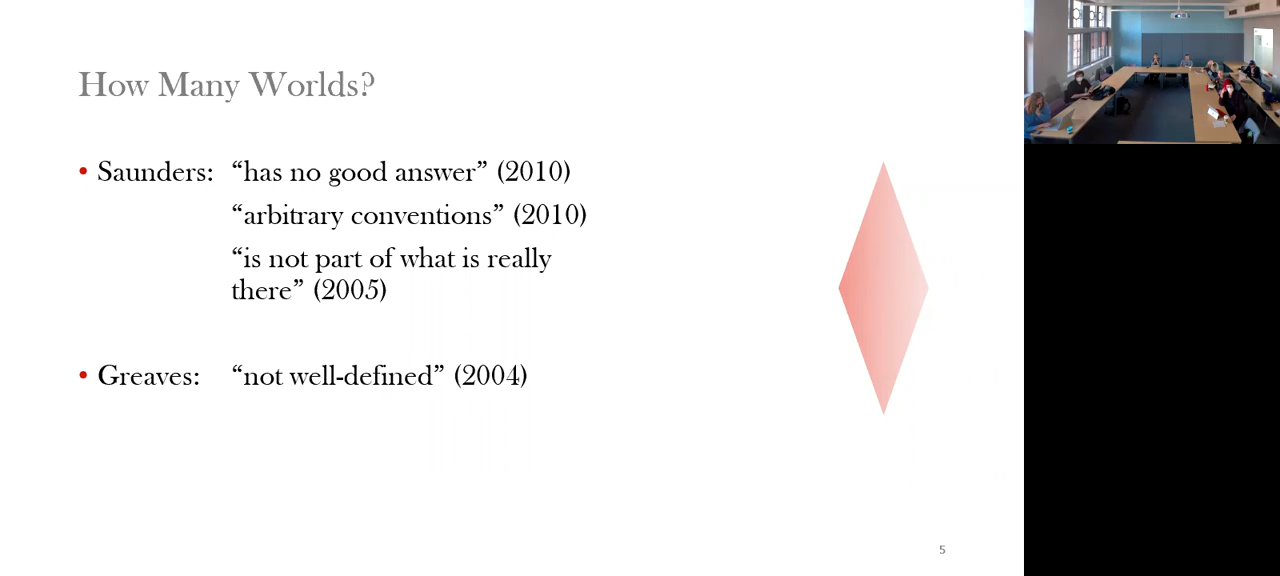 How Many Worlds?
• Saunders: “has no good answer” (2010)
“arbitrary conventions” (2010)
“is not part of what is really
there” (2005)
• Greaves: “not well-defined” (2004)
5